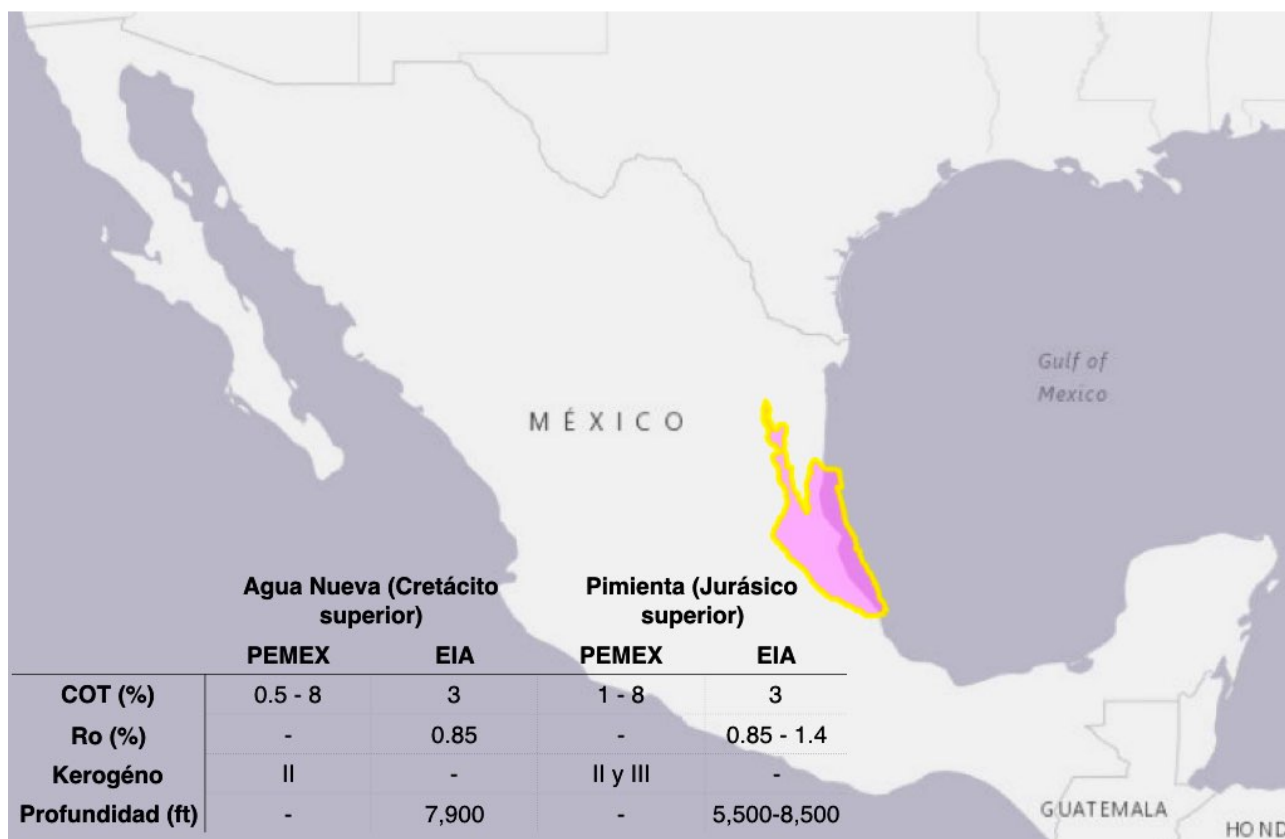 Gulf of
Mexico
MÉXICO
Agua Nueva (Cretácito
superior)
Pimienta (Jurásico
superior)
PEMEX EIA PEMEX EIA
COT (%) 0.5 - 8 3 1 - 8 3
Ro (%) - 0.85 - 0.85 - 1.4
Kerogéno II - II y III -
Profundidad (ft) - 7,900 - 5,500-8,500
GUATEMALA
HOND